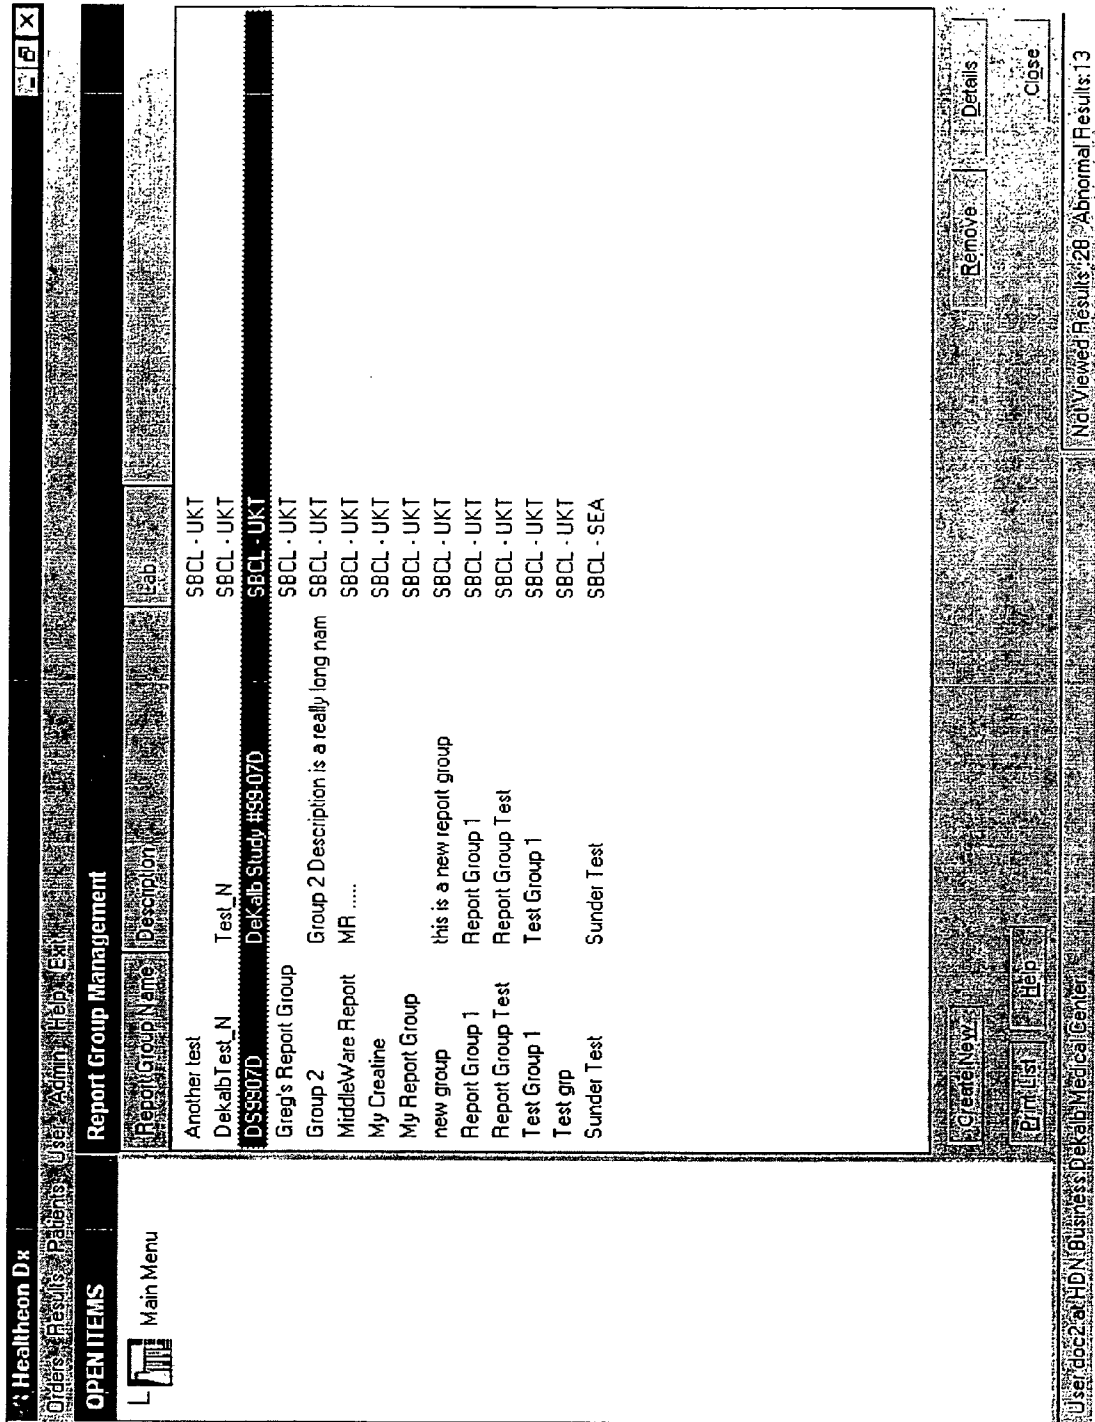 Healtheon Dx
Orders Results Patients User Admin Help Exit
OPEN ITEMS
Main Menu
Report Group Management
Report Group Name Description Lab
Another test SBCL - UKT
DekalbTest_N Test_N SBCL - UKT
DS9907D DeKalb Study #99-07D SBCL - UKT
Greg's Report Group SBCL - UKT
Group 2 Group 2 Description is a really long nam SBCL - UKT
MiddleWare Report MR ..... SBCL - UKT
My Creatine SBCL - UKT
My Report Group SBCL - UKT
new group this is a new report group SBCL - UKT
Report Group 1 Report Group 1 SBCL - UKT
Report Group Test Report Group Test SBCL - UKT
Test Group 1 Test Group 1 SBCL - UKT
Test grp SBCL - UKT
Sunder Test Sunder Test SBCL - SEA
Create New Remove Details
Print List Help Close
User doc2 at HDN Business Dekalb Medical Center Not Viewed Results:28 Abnormal Results:13